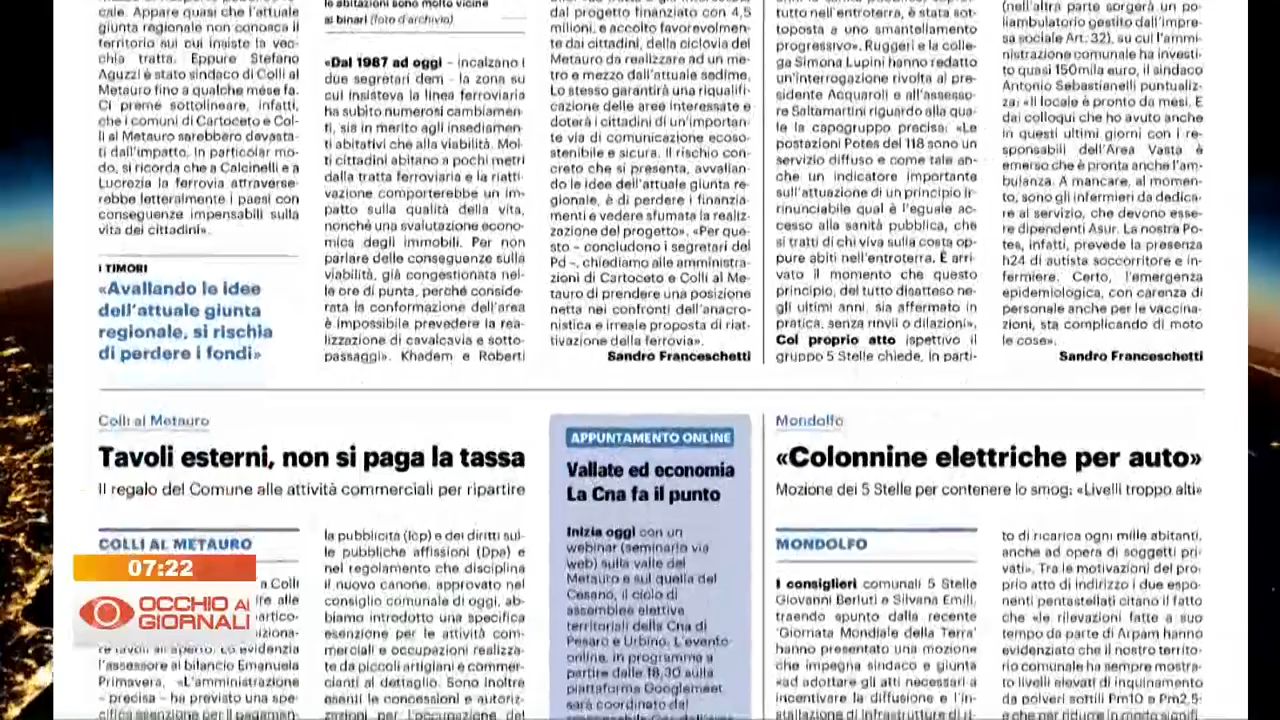 cale. Appare quasi che l'attuale
giunta regionale non conosca il
territorio sul cui insiste la vec-
chia tratta. Eppure Stefano
Aguzzi è stato sindaco di Colli al
Metauro fino a qualche mese fa.
Ci preme sottolineare, infatti,
che i comuni di Cartoceto e Col-
li al Metauro sarebbero devasta-
ti dall'impatto. In particolar mo-
do, si ricorda che a Calcinelli e a
Lucrezia la ferrovia attraverse-
rebbe letteralmente i paesi con
conseguenze impensabili sulla
vita dei cittadini».
I TIMORI
«Avallando le idee
dell'attuale giunta
regionale, si rischia
di perdere i fondi»
le abitazioni sono molto vicine
ai binari (foto d'archivio)
«Dal 1987 ad oggi – incalzano i
due segretari dem – la zona su
cui insisteva la linea ferroviaria
ha subito numerosi cambiamen-
ti, sia in merito agli insediamen-
ti abitativi che alla viabilità. Mol-
ti cittadini abitano a pochi metri
dalla tratta ferroviaria e la riatti-
vazione comporterebbe un im-
patto sulla qualità della vita,
nonché una svalutazione econo-
mica degli immobili. Per non
parlare delle conseguenze sulla
viabilità, già congestionata nel-
le ore di punta, perché conside-
rata la conformazione dell'area
è impossibile prevedere la rea-
lizzazione di cavalcavia e sotto-
passaggi». Khadem e Roberti
dal progetto finanziato con 4,5
milioni, e accolto favorevolmen-
te dai cittadini, della ciclovia del
Metauro da realizzare ad un me-
tro e mezzo dall'attuale sedime.
Lo stesso garantirà una riqualifi-
cazione delle aree interessate e
doterà i cittadini di un'importan-
te via di comunicazione ecoso-
stenibile e sicura. Il rischio con-
creto che si presenta, avvalian-
do le idee dell'attuale giunta re-
gionale, è di perdere i finanzia-
menti e vedere sfumata la realiz-
zazione del progetto». «Per que-
sto – concludono i segretari del
Pd –, chiediamo alle amministra-
zioni di Cartoceto e Colli al Me-
tauro di prendere una posizione
netta nei confronti dell'anacro-
nistica e irreale proposta di riat-
tivazione della ferrovia».
Sandro Franceschetti
tutto nell'entroterra, è stata sot-
toposta a uno smantellamento
progressivo». Ruggeri e la colle-
ga Simona Lupini hanno redatto
un'interrogazione rivolta al pre-
sidente Acquaroli e all'assesso-
re Saltamartini riguardo alla qua-
le la capogruppo precisa: «Le
postazioni Potes del 118 sono un
servizio diffuso e come tale an-
che un indicatore importante
sull'attuazione di un principio ir-
rinunciabile qual è l'eguale ac-
cesso alla sanità pubblica, che
si tratti di chi viva sulla costa op-
pure abiti nell'entroterra. È arri-
vato il momento che questo
principio, del tutto disatteso ne-
gli ultimi anni, sia affermato in
pratica, senza rinvii o dilazioni».
Col proprio atto ispettivo il
gruppo 5 Stelle chiede, in parti-
(nell'altra parte sorgerà un po-
liambulatorio gestito dall'impre-
sa sociale Art. 32), su cui l'ammi-
nistrazione comunale ha investi-
to quasi 150mila euro, il sindaco
Antonio Sebastianelli puntualiz-
za: «Il locale è pronto da mesi. E
dai colloqui che ho avuto anche
in questi ultimi giorni con i re-
sponsabili dell'Area Vasta è
emerso che è pronta anche l'am-
bulanza. A mancare, al momen-
to, sono gli infermieri da dedica-
re al servizio, che devono esse-
re dipendenti Asur. La nostra Po-
tes, infatti, prevede la presenza
h24 di autista soccorritore e in-
fermiere. Certo, l'emergenza
epidemiologica, con carenza di
personale anche per le vaccina-
zioni, sta complicando di molto
le cose».
Sandro Franceschetti
Colli al Metauro
Tavoli esterni, non si paga la tassa
Il regalo del Comune alle attività commerciali per ripartire
COLLI AL METAURO
a Colli
re alle
artico-
iziona-
re tavoli all'aperto. Lo evidenzia
l'assessore al bilancio Emanuela
Primavera, «L'amministrazione
– precisa – ha previsto una spe-
cifica esenzione per il pagamen-
la pubblicità (Icp) e dei diritti sul-
le pubbliche affissioni (Dpa) e
nel regolamento che disciplina
il nuovo canone, approvato nel
consiglio comunale di oggi, ab-
biamo introdotto una specifica
esenzione per le attività com-
merciali e occupazioni realizza-
te da piccoli artigiani e commer-
cianti al dettaglio. Sono inoltre
esenti le concessioni e autoriz-
zazioni per l'occupazione del
APPUNTAMENTO ONLINE
Vallate ed economia
La Cna fa il punto
Inizia oggi con un
webinar (seminario via
web) sulla valle del
Metauro e sul quella del
Cesano, il ciclo di
assemblee elettive
territoriali della Cna di
Pesaro e Urbino. L'evento
online, in programma a
partire dalle 18,30 sulla
piattaforma Googlemeet
sarà coordinato dal
Mondolfo
«Colonnine elettriche per auto»
Mozione dei 5 Stelle per contenere lo smog: «Livelli troppo alti»
MONDOLFO
I consiglieri comunali 5 Stelle
Giovanni Berluti e Silvana Emili,
traendo spunto dalla recente
'Giornata Mondiale della Terra'
hanno presentato una mozione
che impegna sindaco e giunta
«ad adottare gli atti necessari a
incentivare la diffusione e l'in-
stallazione di infrastrutture di ri-
to di ricarica ogni mille abitanti,
anche ad opera di soggetti pri-
vati». Tra le motivazioni del pro-
prio atto di indirizzo i due espo-
nenti pentastellati citano il fatto
che «le rilevazioni fatte a suo
tempo da parte di Arpam hanno
evidenziato che il nostro territo-
rio comunale ha sempre mostra-
to livelli elevati di inquinamento
da polveri sottili Pm10 e Pm2,5;
07:22
OCCHIO AI
GIORNALI